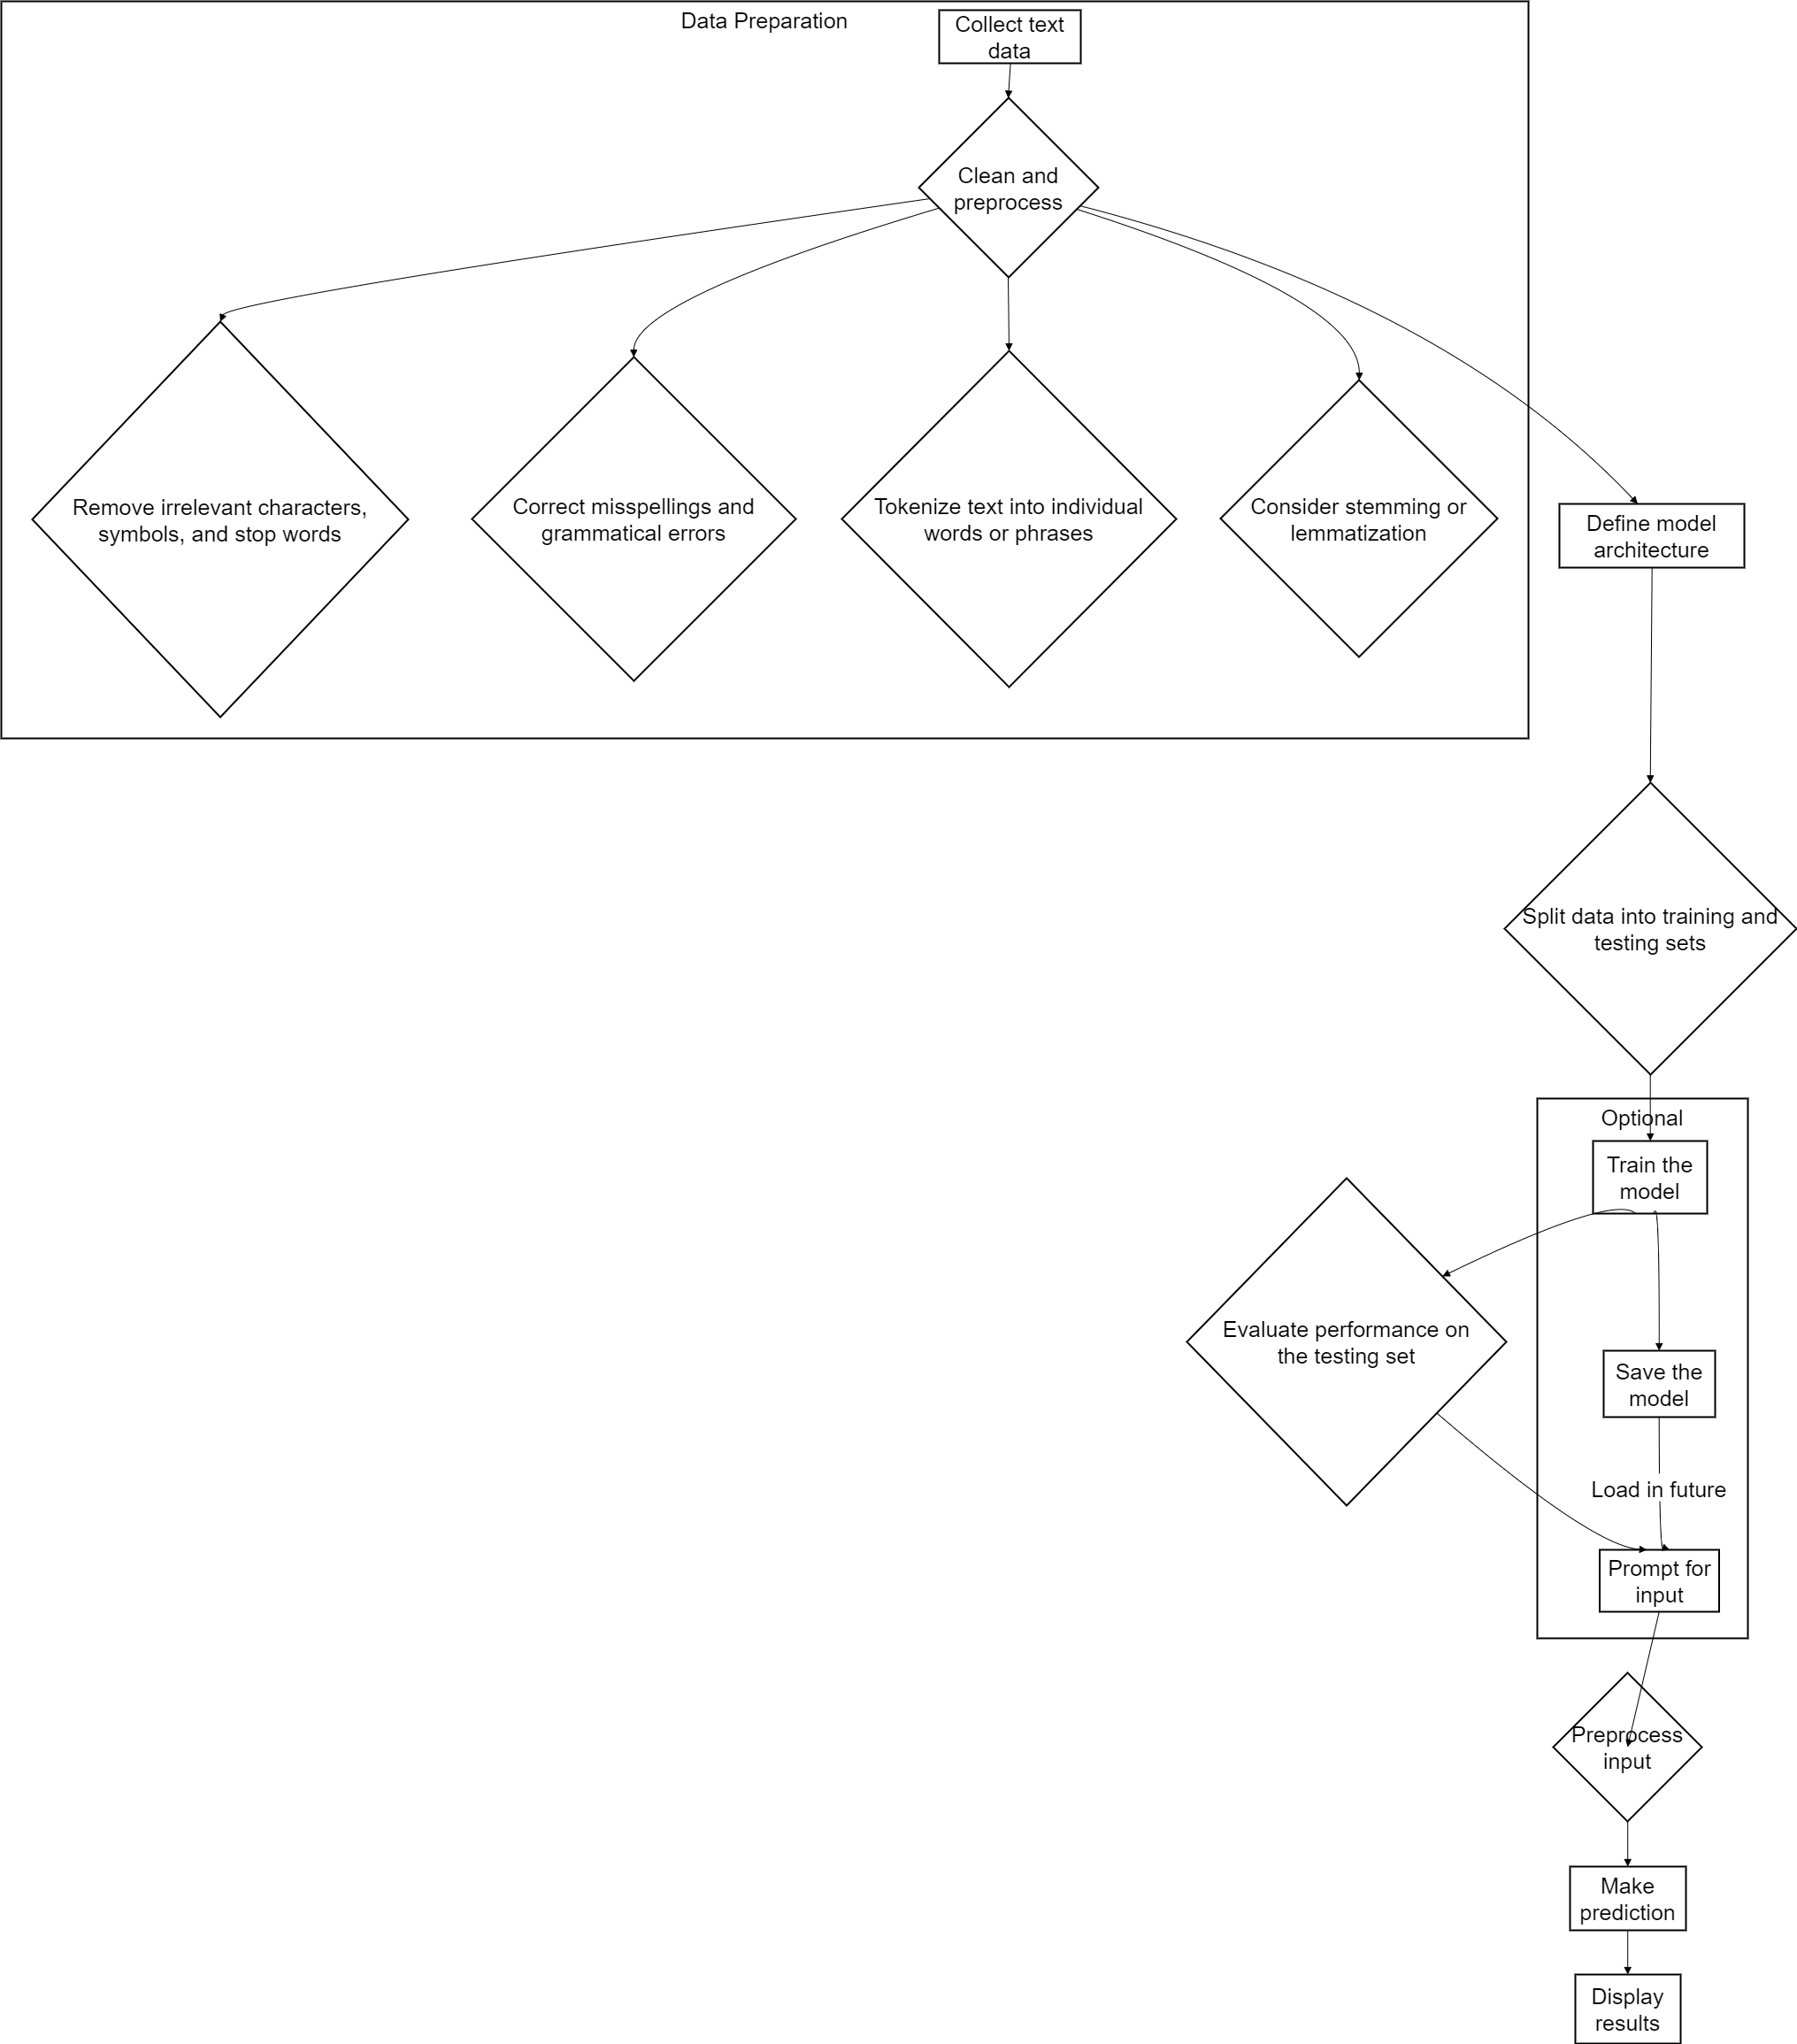 Data Preparation
Collect text
data
Clean and
preprocess
Remove irrelevant characters,
symbols, and stop words
Correct misspellings and
grammatical errors
Tokenize text into individual
words or phrases
Consider stemming or
lemmatization
Define model
architecture
Split data into training and
testing sets
Optional
Train the
model
Evaluate performance on
the testing set
Save the
model
Load in future
Prompt for
input
Preprocess
input
Make
prediction
Display
results